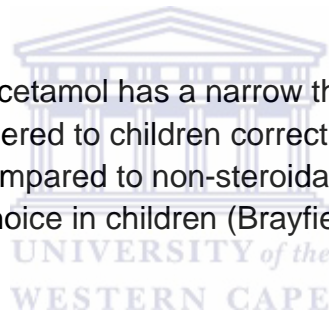 cetamol has a narrow th
ered to children correct
mpared to non-steroida
oice in children (Brayfie
UNIVERSITY of the
WESTERN CAPE